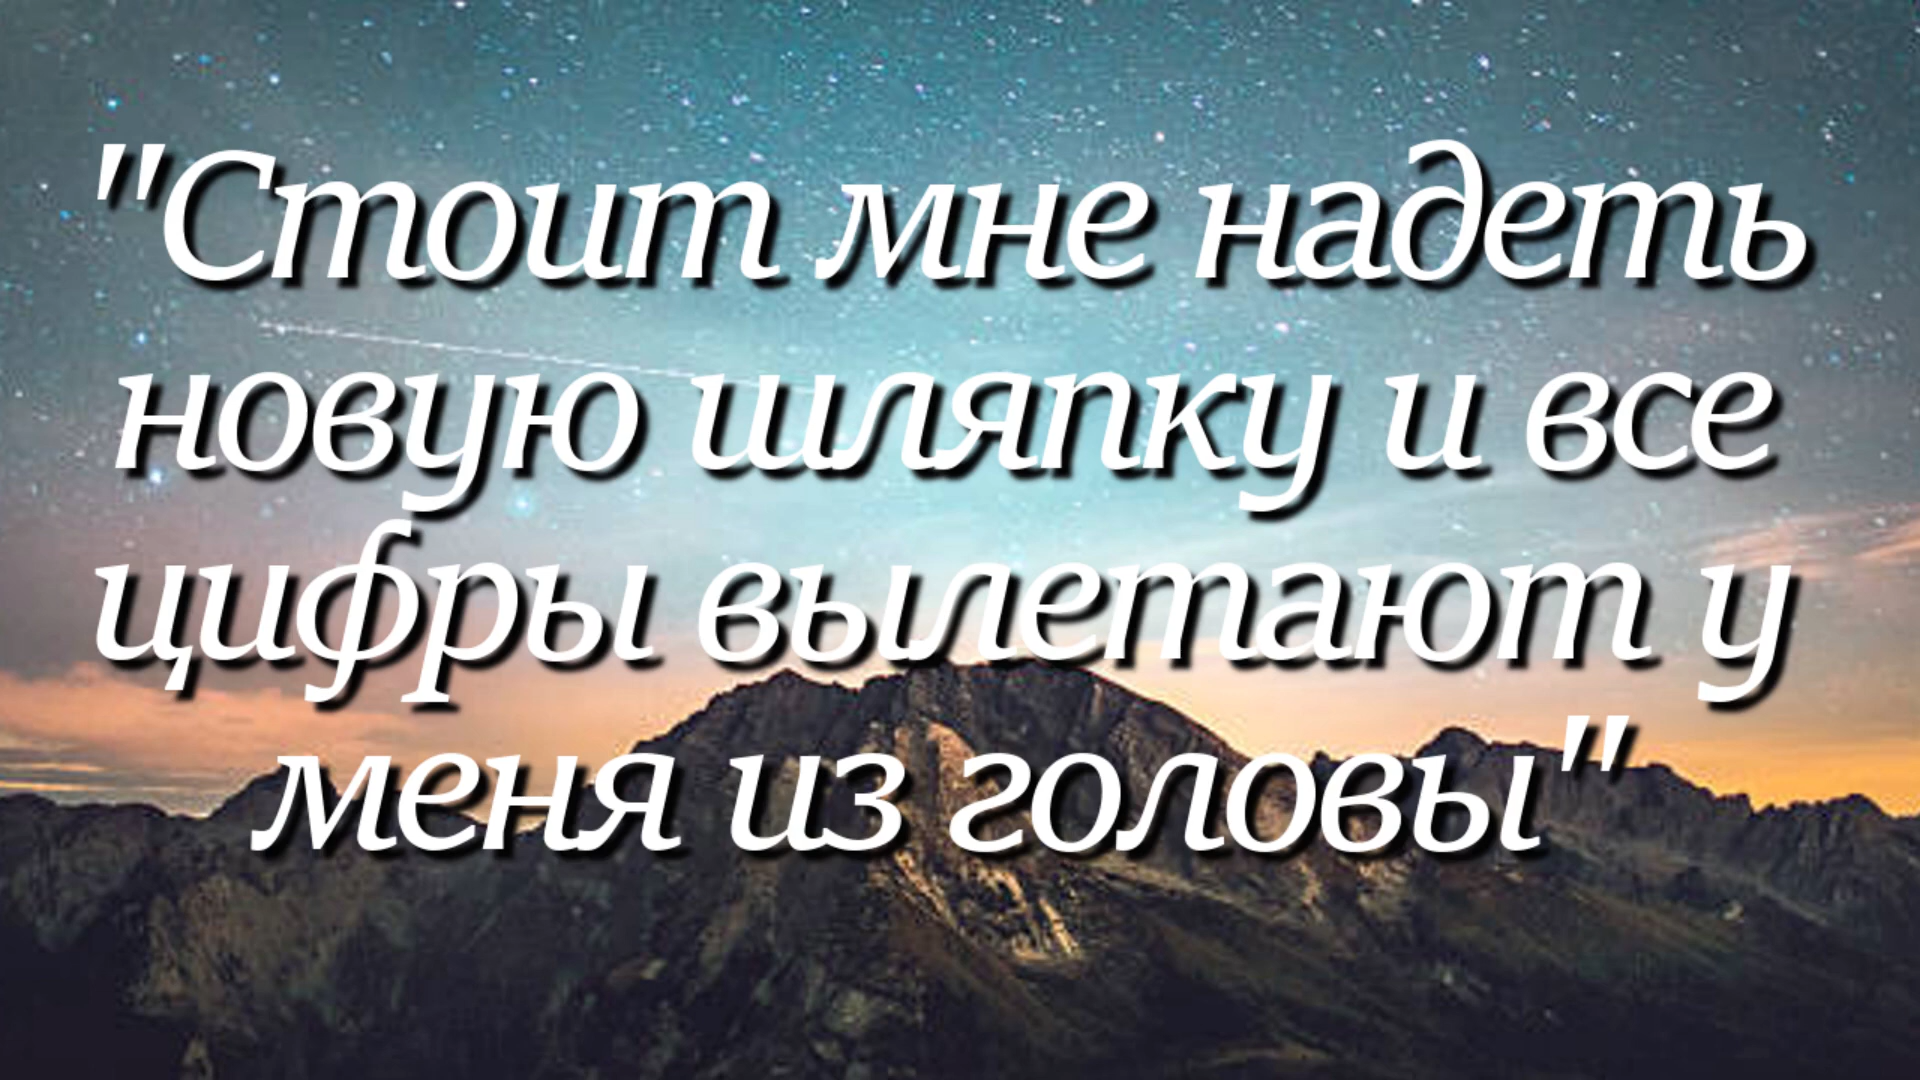 "Стоит мне надеть
новую шляпку и все
цифры вылетают у
меня из головы"